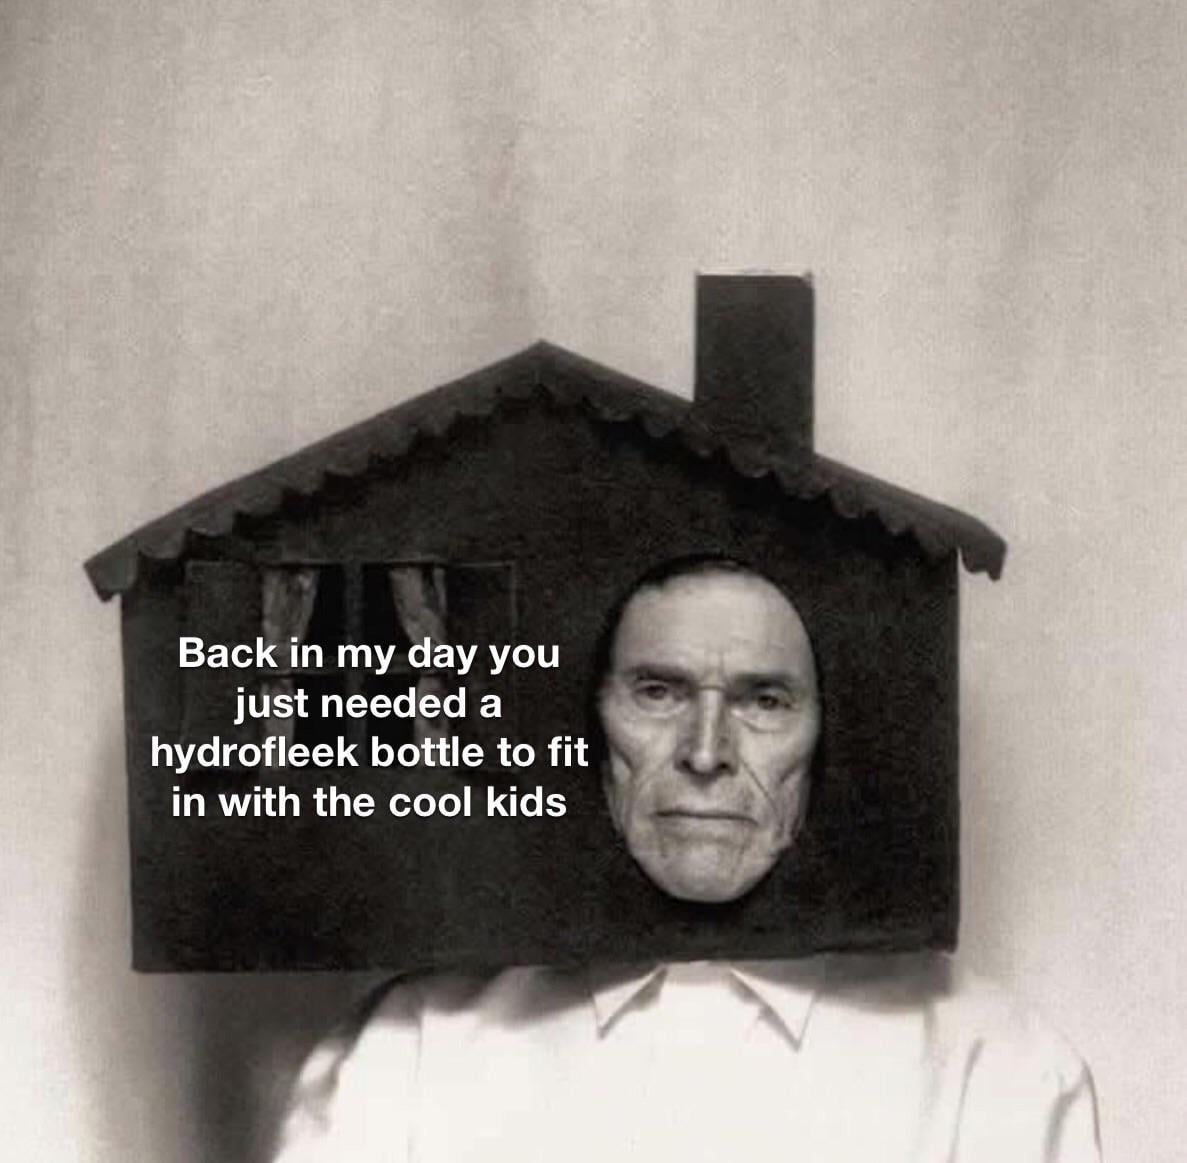 Back in my day you
just needed a
hydrofleek bottle to fit
in with the cool kids